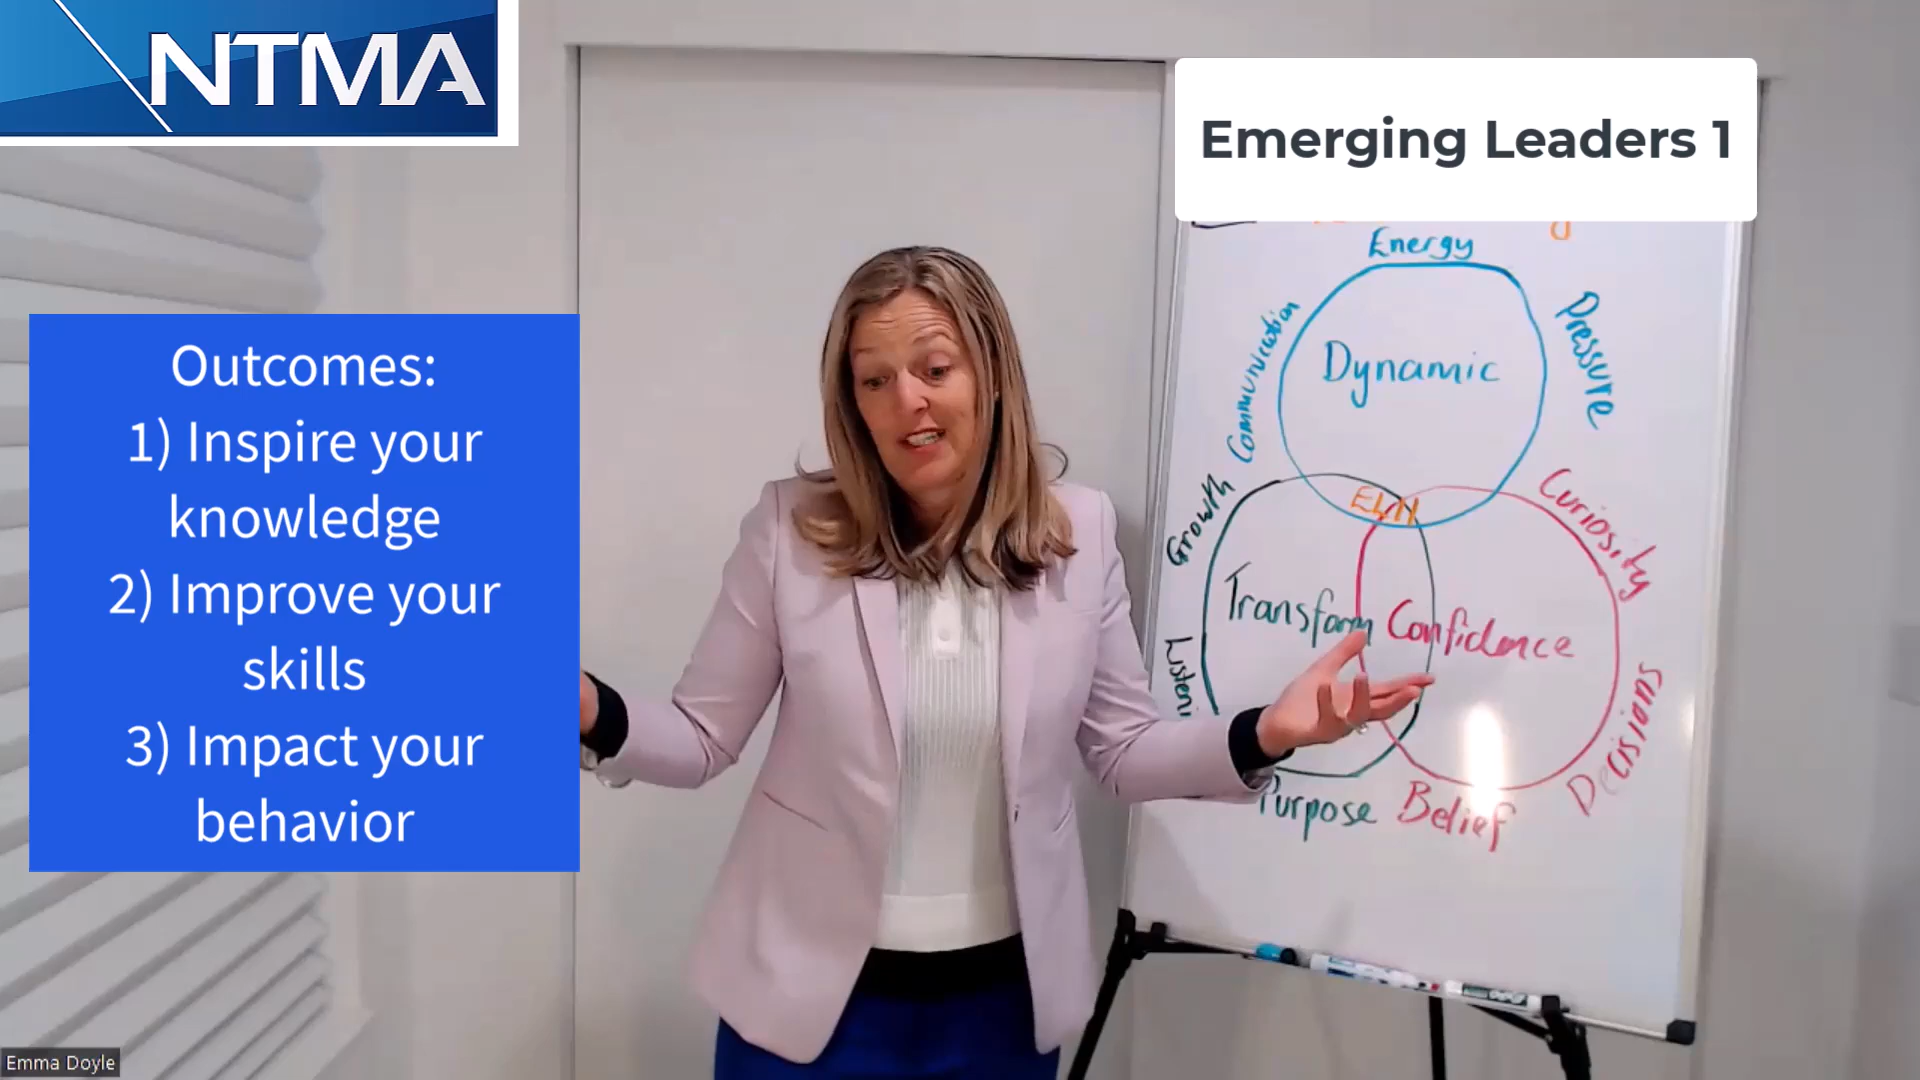 NTMA
Emerging Leaders 1
Outcomes:
1) Inspire your
knowledge
2) Improve your
skills
3) Impact your
behavior
Energy
Communication
Pressure
Dynamic
Growth
Curiosity
Transform
Confidence
Decisions
Purpose
Belief
Emma Doyle